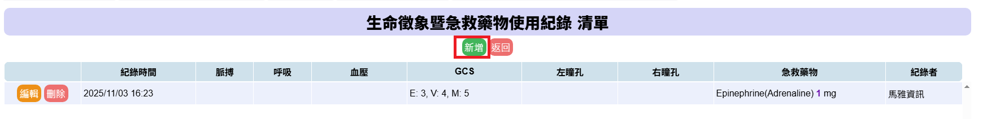 生命徵象暨急救藥物使用紀錄 清單
新增 返回
紀錄時間 脈搏 呼吸 血壓 GCS 左瞳孔 右瞳孔 急救藥物 紀錄者
編輯 刪除 2025/11/03 16:23 E: 3, V: 4, M: 5 Epinephrine(Adrenaline) 1 mg 馬雅資訊